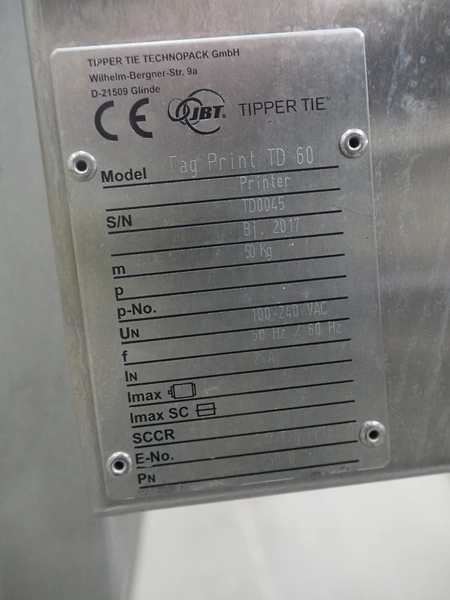 TIPPER TIE TECHNOPACK GmbH
Wilhelm-Bergner-Str. 9a
D-21509 Glinde
CE JBT. TIPPER TIE™
Model Tag Print TD 60
Printer
S/N TD0045
Bj. 2017
m 50 Kg
p
p-No.
UN 100-240 VAC
f 50 Hz / 60 Hz
IN
Imax
Imax SC
SCCR
E-No.
PN